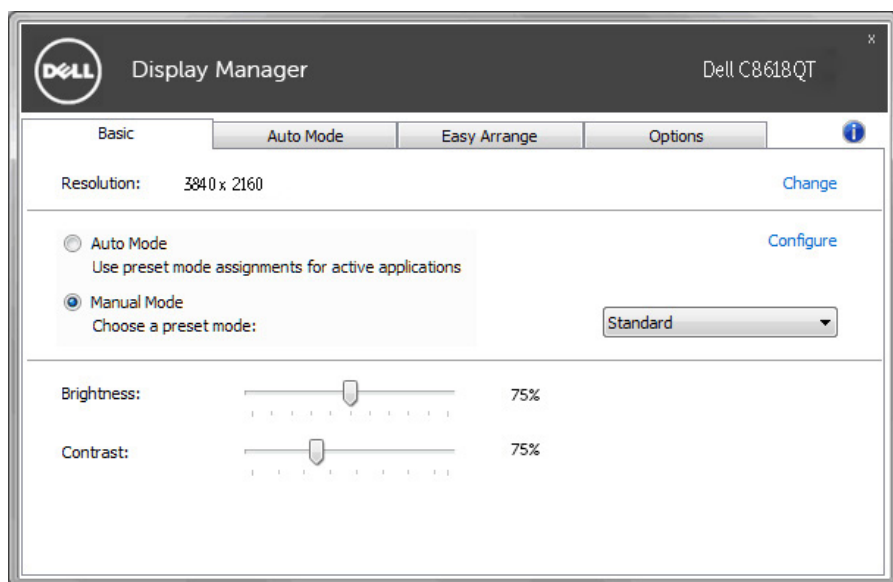 DELL Display Manager Dell C8618QT x
Basic Auto Mode Easy Arrange Options i
Resolution: 3840 x 2160 Change
Auto Mode Configure
Use preset mode assignments for active applications
Manual Mode
Choose a preset mode: Standard
Brightness: 75%
Contrast: 75%